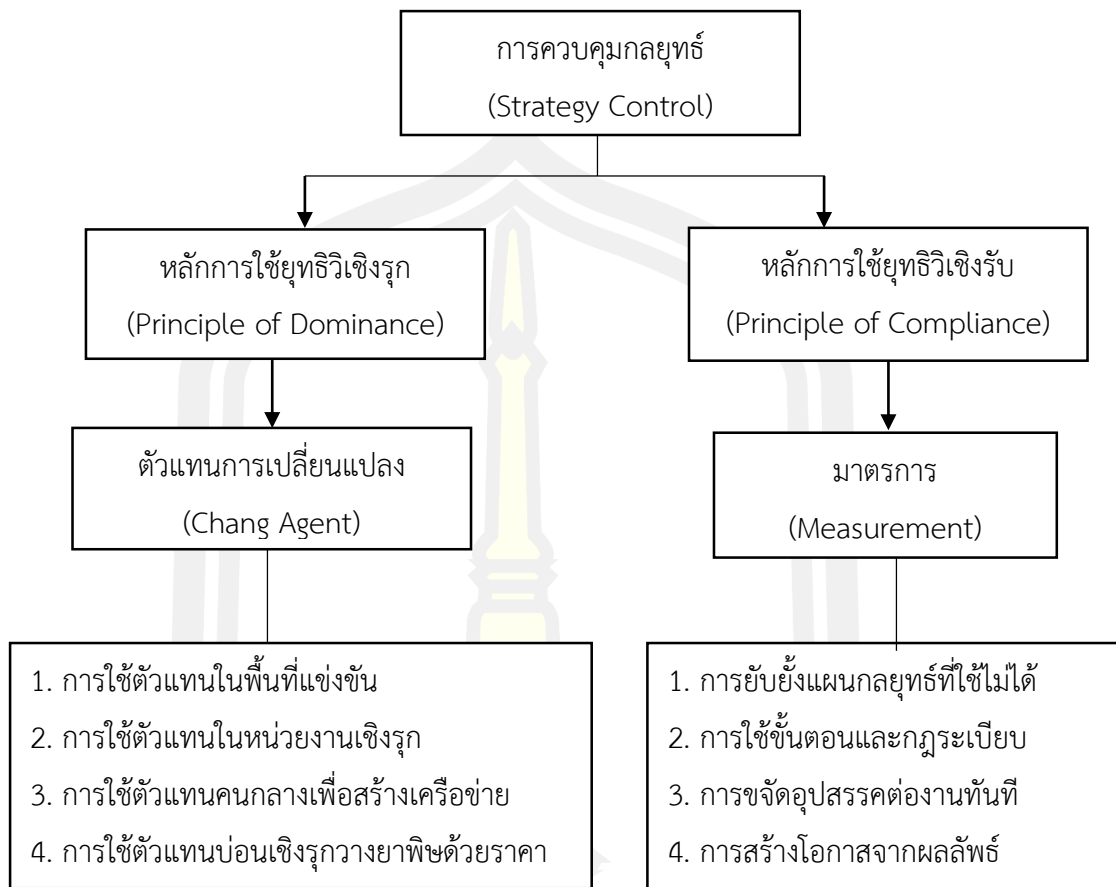 การควบคุมกลยุทธ์
(Strategy Control)
หลักการใช้ยุทธิวิเชิงรุก
(Principle of Dominance)
หลักการใช้ยุทธิวิเชิงรับ
(Principle of Compliance)
ตัวแทนการเปลี่ยนแปลง
(Chang Agent)
มาตรการ
(Measurement)
1. การใช้ตัวแทนในพื้นที่แข่งขัน
2. การใช้ตัวแทนในหน่วยงานเชิงรุก
3. การใช้ตัวแทนคนกลางเพื่อสร้างเครือข่าย
4. การใช้ตัวแทนบ่อนเชิงรุกวางยาพิษด้วยราคา
1. การยับยั้งแผนกลยุทธ์ที่ใช้ไม่ได้
2. การใช้ขั้นตอนและกฎระเบียบ
3. การขจัดอุปสรรคต่องานทันที
4. การสร้างโอกาสจากผลลัพธ์